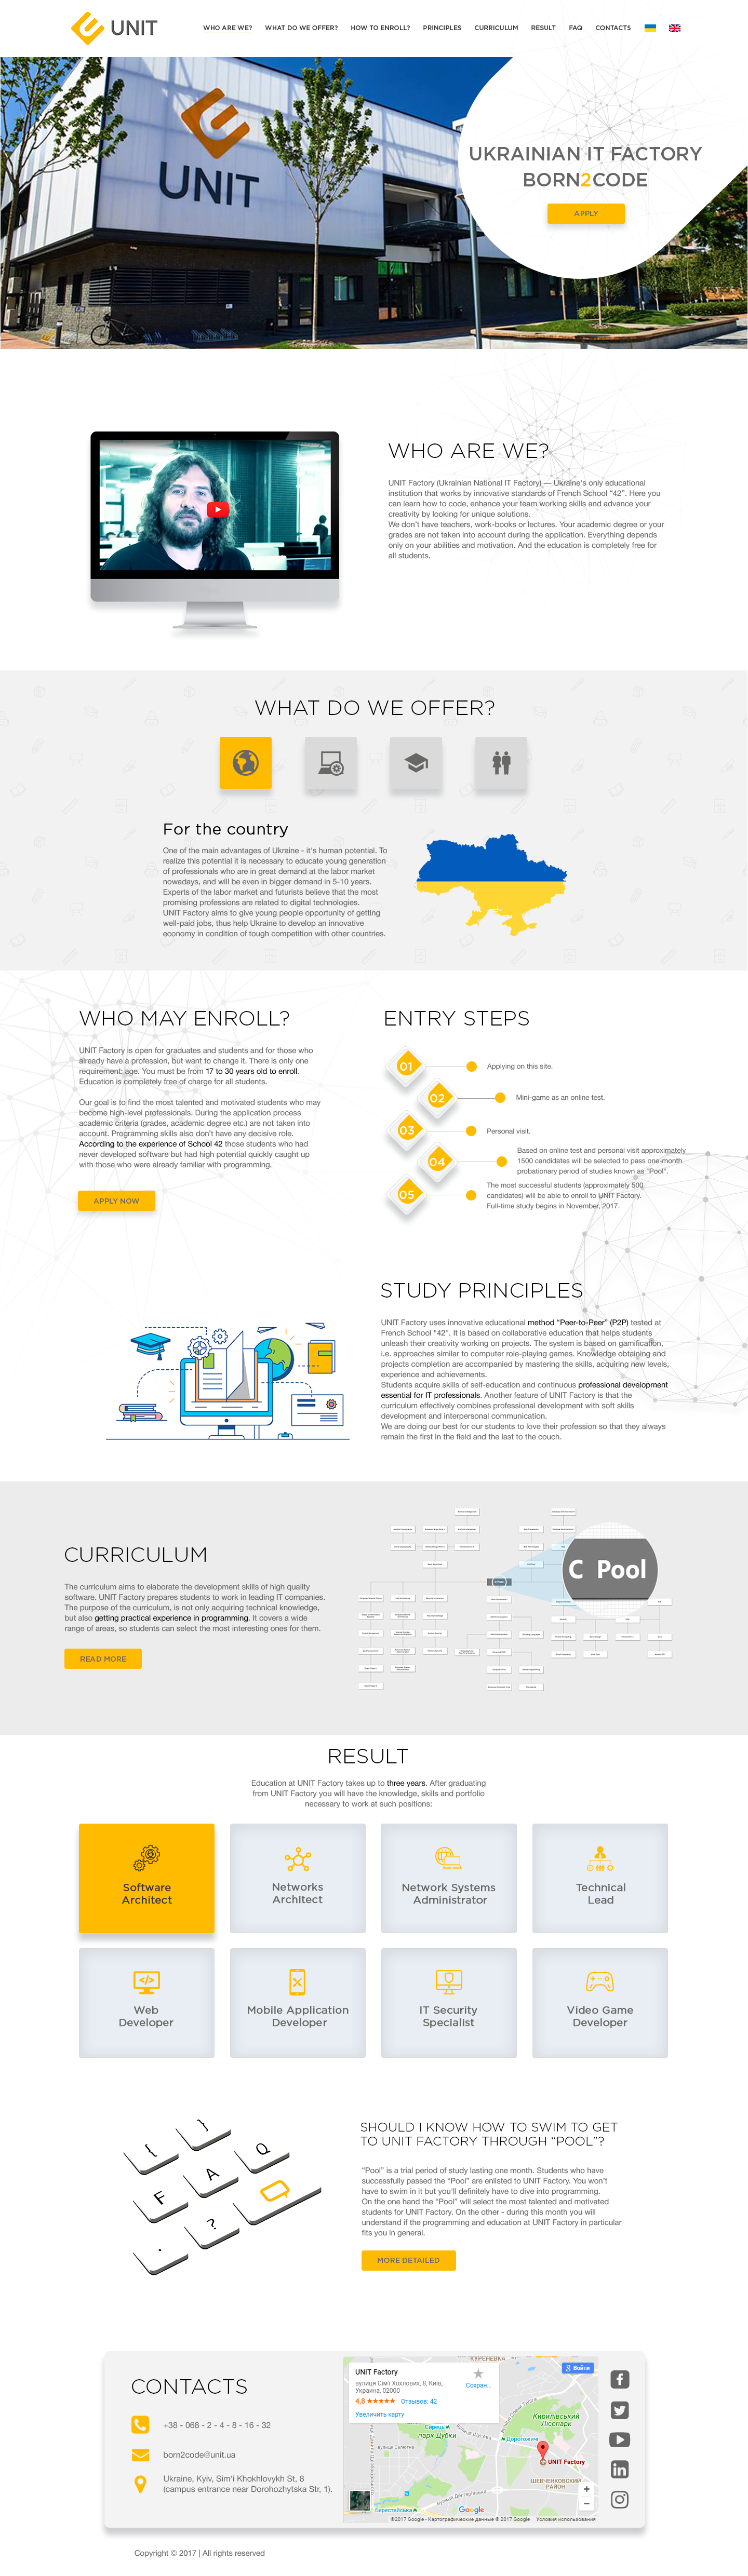 UNIT
WHO ARE WE?
WHAT DO WE OFFER?
HOW TO ENROLL?
PRINCIPLES
CURRICULUM
RESULT
FAQ
CONTACTS
UNIT
UKRAINIAN IT FACTORY
BORN2CODE
APPLY
WHO ARE WE?
UNIT Factory (Ukrainian National IT Factory) — Ukraine's only educational
institution that works by innovative standards of French School “42”. Here you
can learn how to code, enhance your team working skills and advance your
creativity by looking for unique solutions.
We don't have teachers, work-books or lectures. Your academic degree or your
grades are not taken into account during the application. Everything depends
only on your abilities and motivation. And the education is completely free for
all students.
WHAT DO WE OFFER?
For the country
One of the main advantages of Ukraine - it's human potential. To
realize this potential it is necessary to educate young generation
of professionals who are in great demand at the labor market
nowadays, and will be even in bigger demand in 5-10 years.
Experts of the labor market and futurists believe that the most
promising professions are related to digital technologies.
UNIT Factory aims to give young people opportunity of getting
well-paid jobs, thus help Ukraine to develop an innovative
economy in condition of tough competition with other countries.
WHO MAY ENROLL?
UNIT Factory is open for graduates and students and for those who
already have a profession, but want to change it. There is only one
requirement: age. You must be from 17 to 30 years old to enroll.
Education is completely free of charge for all students.
Our goal is to find the most talented and motivated students who may
become high-level professionals. During the application process
academic criteria (grades, academic degree etc.) are not taken into
account. Programming skills also don't have any decisive role.
According to the experience of School 42 those students who had
never developed software but had high potential quickly caught up
with those who were already familiar with programming.
APPLY NOW
ENTRY STEPS
01
Applying on this site.
02
Mini-game as an online test.
03
Personal visit.
04
Based on online test and personal visit approximately
1500 candidates will be selected to pass one-month
probationary period of studies known as “Pool”.
05
The most successful students (approximately 500
candidates) will be able to enroll to UNIT Factory.
Full-time study begins in November, 2017.
STUDY PRINCIPLES
UNIT Factory uses innovative educational method “Peer-to-Peer” (P2P) tested at
French School “42”. It is based on collaborative education that helps students
unleash their creativity working on projects. The system is based on gamification,
i.e. approaches similar to computer role-playing games. Knowledge obtaining and
projects completion are accompanied by mastering the skills, acquiring new levels,
experience and achievements.
Students acquire skills of self-education and continuous professional development
essential for IT professionals. Another feature of UNIT Factory is that the
curriculum effectively combines professional development with soft skills
development and interpersonal communication.
We are doing our best for our students to love their profession so that they always
remain the first in the field and the last to the couch.
CURRICULUM
The curriculum aims to elaborate the development skills of high quality
software. UNIT Factory prepares students to work in leading IT companies.
The purpose of the curriculum, is not only acquiring technical knowledge,
but also getting practical experience in programming. It covers a wide
range of areas, so students can select the most interesting ones for them.
READ MORE
C Pool
RESULT
Education at UNIT Factory takes up to three years. After graduating
from UNIT Factory you will have the knowledge, skills and portfolio
necessary to work at such positions:
Software
Architect
Networks
Architect
Network Systems
Administrator
Technical
Lead
Web
Developer
Mobile Application
Developer
IT Security
Specialist
Video Game
Developer
{
}
F
A
Q
.
?
SHOULD I KNOW HOW TO SWIM TO GET
TO UNIT FACTORY THROUGH “POOL”?
“Pool” is a trial period of study lasting one month. Students who have
successfully passed the “Pool” are enlisted to UNIT Factory. You won't
have to swim in it but you'll definitely have to dive into programming.
On the one hand the “Pool” will select the most talented and motivated
students for UNIT Factory. On the other - during this month you will
understand if the programming and education at UNIT Factory in particular
fits you in general.
MORE DETAILED
CONTACTS
+38 - 068 - 2 - 4 - 8 - 16 - 32
born2code@unit.ua
Ukraine, Kyiv, Sim'i Khokhlovykh St, 8
(campus entrance near Dorohozhytska Str, 1).
UNIT Factory
вулиця Сім'ї Хохлових, 8, Київ,
Украина, 02000
4,8
Отзывов: 42
Увеличить карту
Сохран...
Войти
КУРЕНЕВКА
Сирець
парк Дубки
Дорогожичі
Кирилівський
Лісопарк
UNIT Factory
ШЕВЧЕНКОВСКИЙ
РАЙОН
Берестейська
Google
©2017 Google - Картографические данные © 2017 Google
Условия использования
Copyright © 2017 | All rights reserved